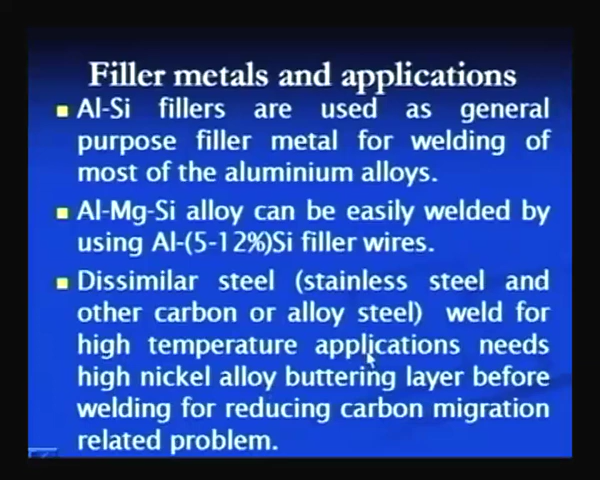 Filler metals and applications
Al-Si fillers are used as general
purpose filler metal for welding of
most of the aluminium alloys.
Al-Mg-Si alloy can be easily welded by
using Al-(5-12%)Si filler wires.
Dissimilar steel (stainless steel and
other carbon or alloy steel) weld for
high temperature applications needs
high nickel alloy buttering layer before
welding for reducing carbon migration
related problem.